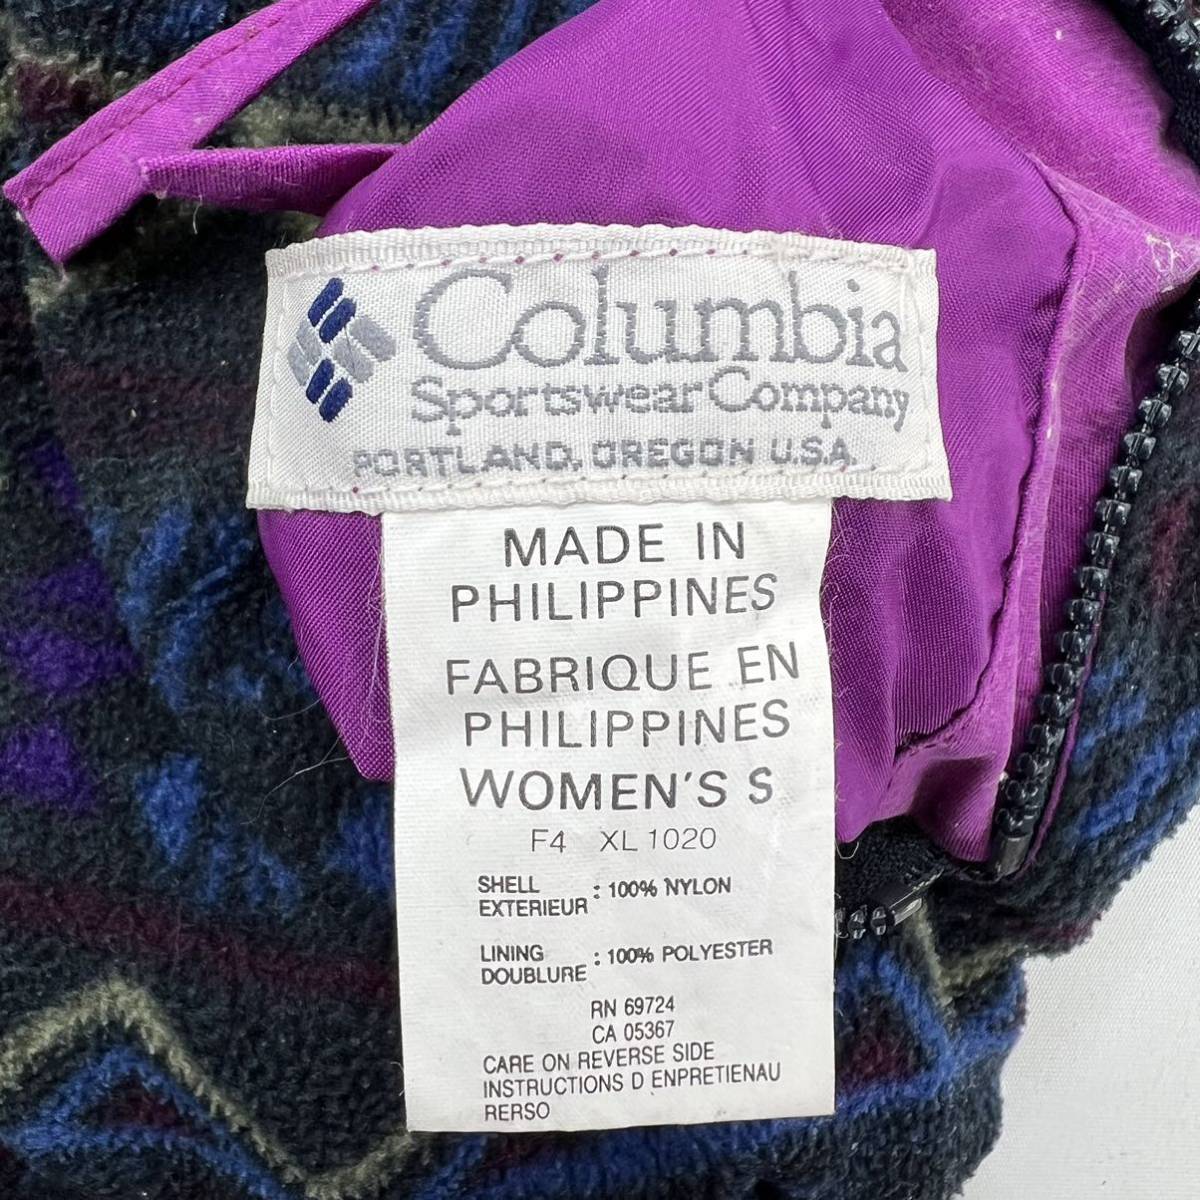 Columbia
Sportswear Company
PORTLAND, OREGON U.S.A.
MADE IN
PHILIPPINES
FABRIQUE EN
PHILIPPINES
WOMEN'S S
F4 XL 1020
SHELL
EXTERIEUR : 100% NYLON
LINING
DOUBLURE : 100% POLYESTER
RN 69724
CA 05367
CARE ON REVERSE SIDE
INSTRUCTIONS D ENPRETIENAU
RERSO